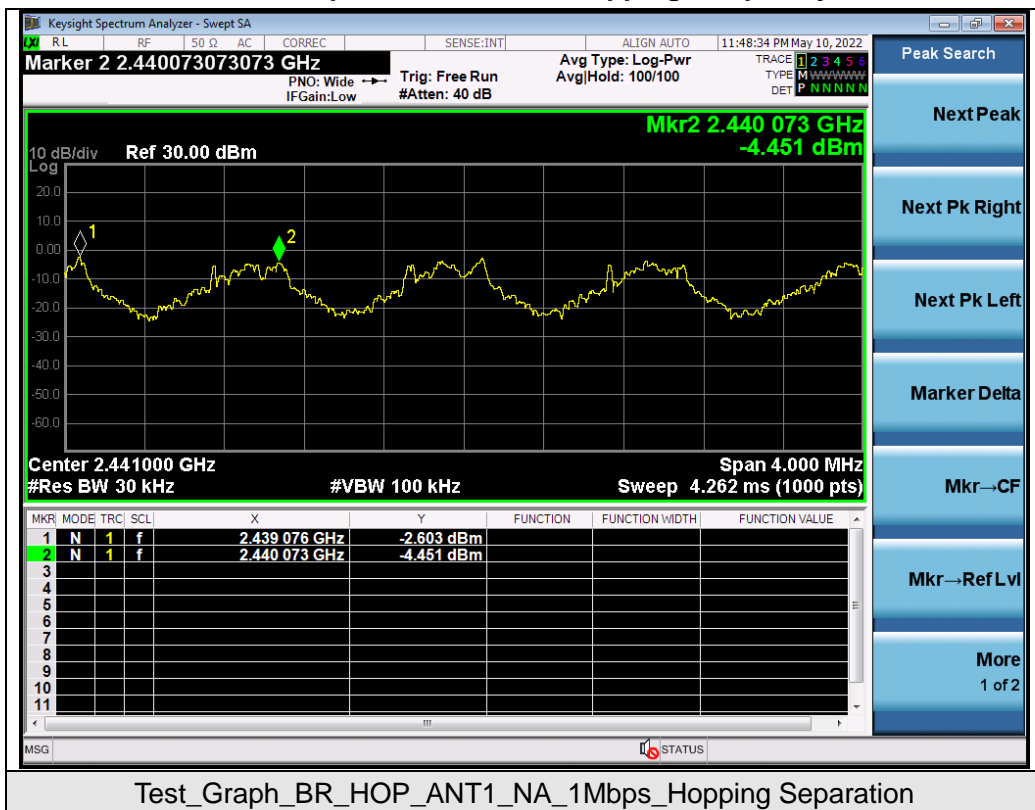 Keysight Spectrum Analyzer - Swept SA
LXI RL RF 50 Ω AC CORREC SENSE:INT ALIGN AUTO 11:48:34 PM May 10, 2022
Marker 2 2.440073073073 GHz
PNO: Wide
IFGain:Low
Trig: Free Run
#Atten: 40 dB
Avg Type: Log-Pwr
Avg|Hold: 100/100
TRACE 1 2 3 4 5 6
TYPE M WWWWW
DET P N N N N N
Mkr2 2.440 073 GHz
-4.451 dBm
10 dB/div Ref 30.00 dBm
Log
20.0
10.0
0.00
-10.0
-20.0
-30.0
-40.0
-50.0
-60.0
1
2
Center 2.441000 GHz Span 4.000 MHz
#Res BW 30 kHz #VBW 100 kHz Sweep 4.262 ms (1000 pts)
MKR MODE TRC SCL X Y FUNCTION FUNCTION WIDTH FUNCTION VALUE
1 N 1 f 2.439 076 GHz -2.603 dBm
2 N 1 f 2.440 073 GHz -4.451 dBm
3
4
5
6
7
8
9
10
11
MSG STATUS
Peak Search
Next Peak
Next Pk Right
Next Pk Left
Marker Delta
Mkr→CF
Mkr→Ref Lvl
More
1 of 2
Test_Graph_BR_HOP_ANT1_NA_1Mbps_Hopping Separation